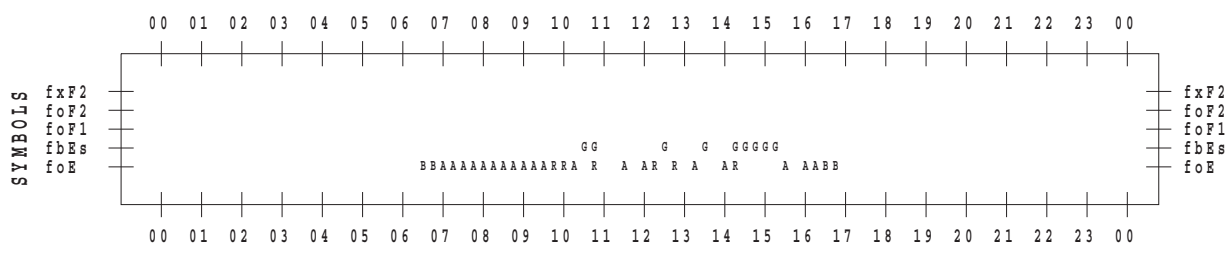 00 01 02 03 04 05 06 07 08 09 10 11 12 13 14 15 16 17 18 19 20 21 22 23 00
SYMBOLS
fxF2 fxF2
foF2 foF2
foF1 foF1
fbEs GG G G GGGGG fbEs
foE BBAAAAAAAAAAARRA R A AR R A AR A AABB foE
00 01 02 03 04 05 06 07 08 09 10 11 12 13 14 15 16 17 18 19 20 21 22 23 00